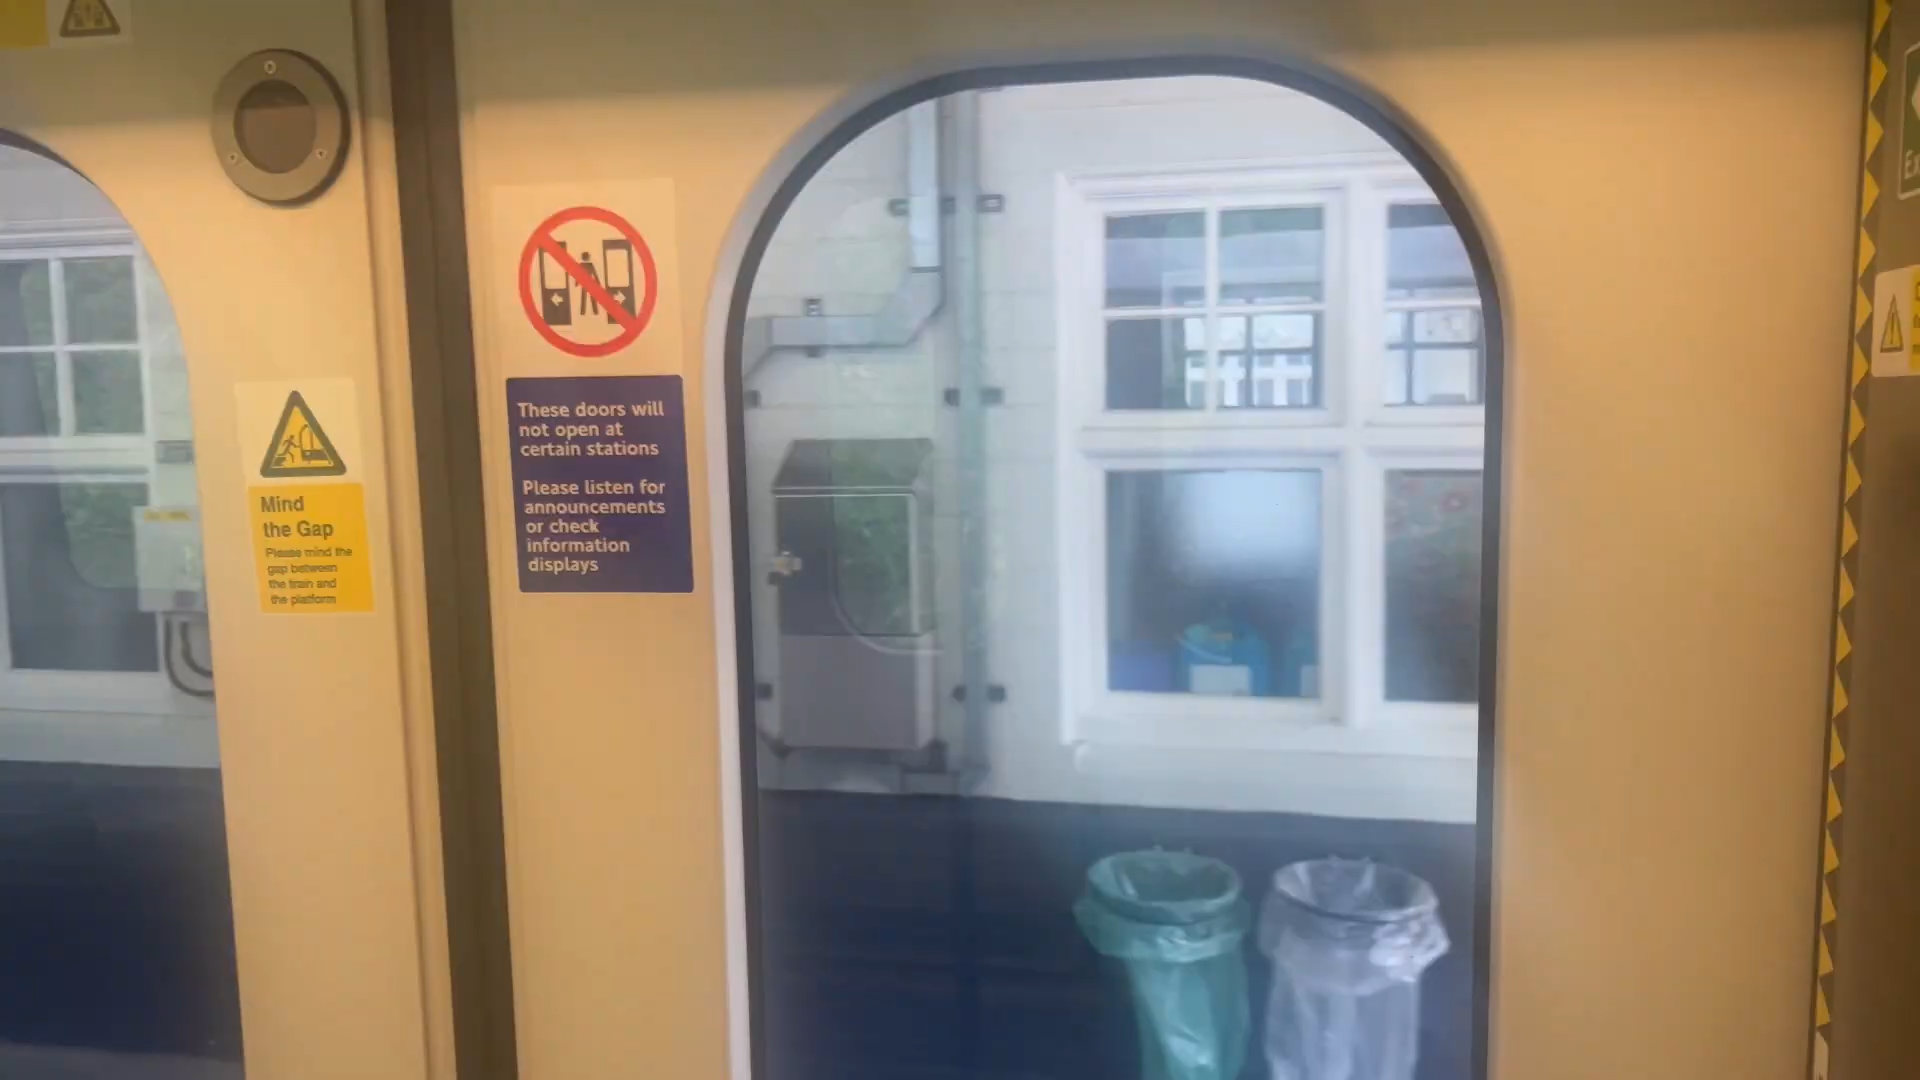 Mind
the Gap
Please mind the
gap between
the train and
the platform
These doors will
not open at
certain stations
Please listen for
announcements
or check
information
displays